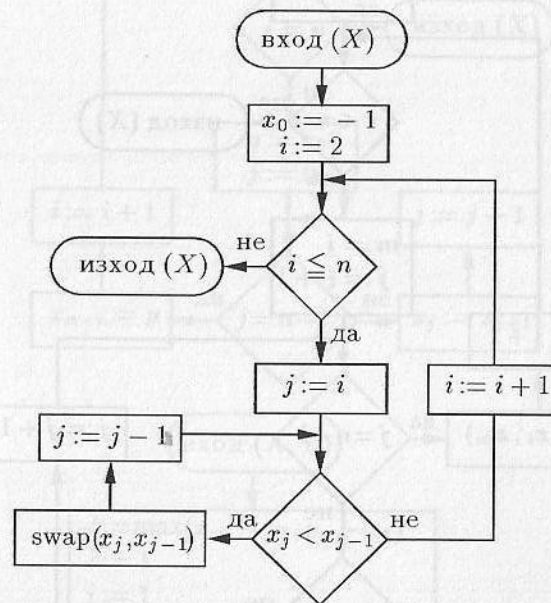 вход (X)
x₀ := − 1
i := 2
не
изход (X)
i ≦ n
да
j := i
i := i + 1
j := j − 1
да
не
swap(xⱼ,xⱼ₋₁)
xⱼ < xⱼ₋₁